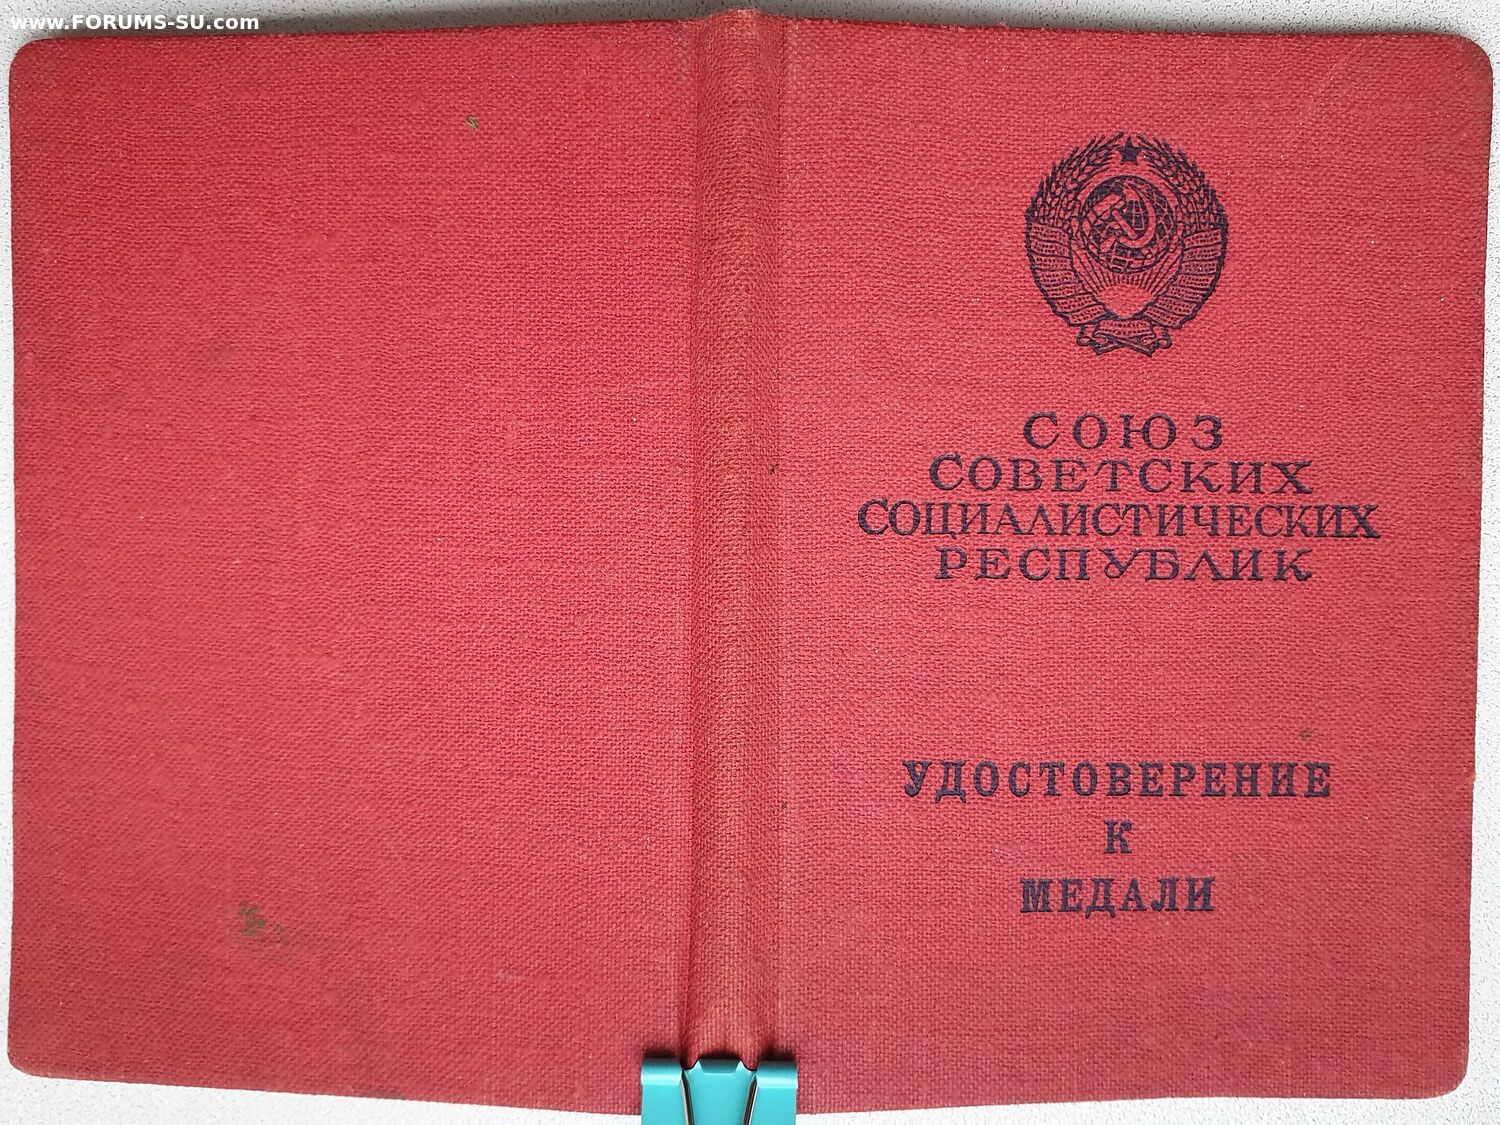 www.FORUMS-SU.com
СОЮЗ
СОВЕТСКИХ
СОЦИАЛИСТИЧЕСКИХ
РЕСПУБЛИК
УДОСТОВЕРЕНИЕ
К
МЕДАЛИ